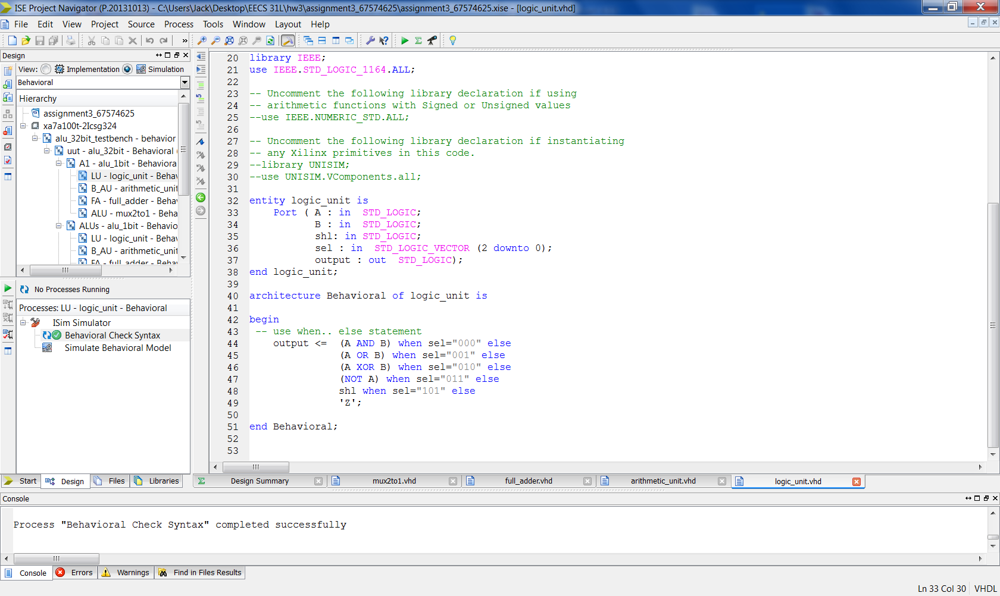 ISE Project Navigator (P.20131013) - C:\Users\Jack\Desktop\EECS 31L\hw3\assignment3_67574625\assignment3_67574625.xise - [logic_unit.vhd]
File Edit View Project Source Process Tools Window Layout Help
»
Design
View: Implementation Simulation
Behavioral
Hierarchy
assignment3_67574625
xa7a100t-2Icsg324
alu_32bit_testbench - behavior
uut - alu_32bit - Behavioral
A1 - alu_1bit - Behaviora
LU - logic_unit - Beha
B_AU - arithmetic_unit
FA - full_adder - Beha
ALU - mux2to1 - Beha
ALUs - alu_1bit - Behavio
LU - logic_unit - Beha
B_AU - arithmetic_unit
FA - full_adder - Beha
No Processes Running
Processes: LU - logic_unit - Behavioral
ISim Simulator
Behavioral Check Syntax
Simulate Behavioral Model
Start Design Files Libraries
20 library IEEE;
21 use IEEE.STD_LOGIC_1164.ALL;
22
23 -- Uncomment the following library declaration if using
24 -- arithmetic functions with Signed or Unsigned values
25 --use IEEE.NUMERIC_STD.ALL;
26
27 -- Uncomment the following library declaration if instantiating
28 -- any Xilinx primitives in this code.
29 --library UNISIM;
30 --use UNISIM.VComponents.all;
31
32 entity logic_unit is
33 Port ( A : in STD_LOGIC;
34 B : in STD_LOGIC;
35 shl: in STD_LOGIC;
36 sel : in STD_LOGIC_VECTOR (2 downto 0);
37 output : out STD_LOGIC);
38 end logic_unit;
39
40 architecture Behavioral of logic_unit is
41
42 begin
43 -- use when.. else statement
44 output <= (A AND B) when sel="000" else
45 (A OR B) when sel="001" else
46 (A XOR B) when sel="010" else
47 (NOT A) when sel="011" else
48 shl when sel="101" else
49 'Z';
50
51 end Behavioral;
52
53
Design Summary mux2to1.vhd full_adder.vhd arithmetic_unit.vhd logic_unit.vhd
Console
Process "Behavioral Check Syntax" completed successfully
Console Errors Warnings Find in Files Results
Ln 33 Col 30 VHDL